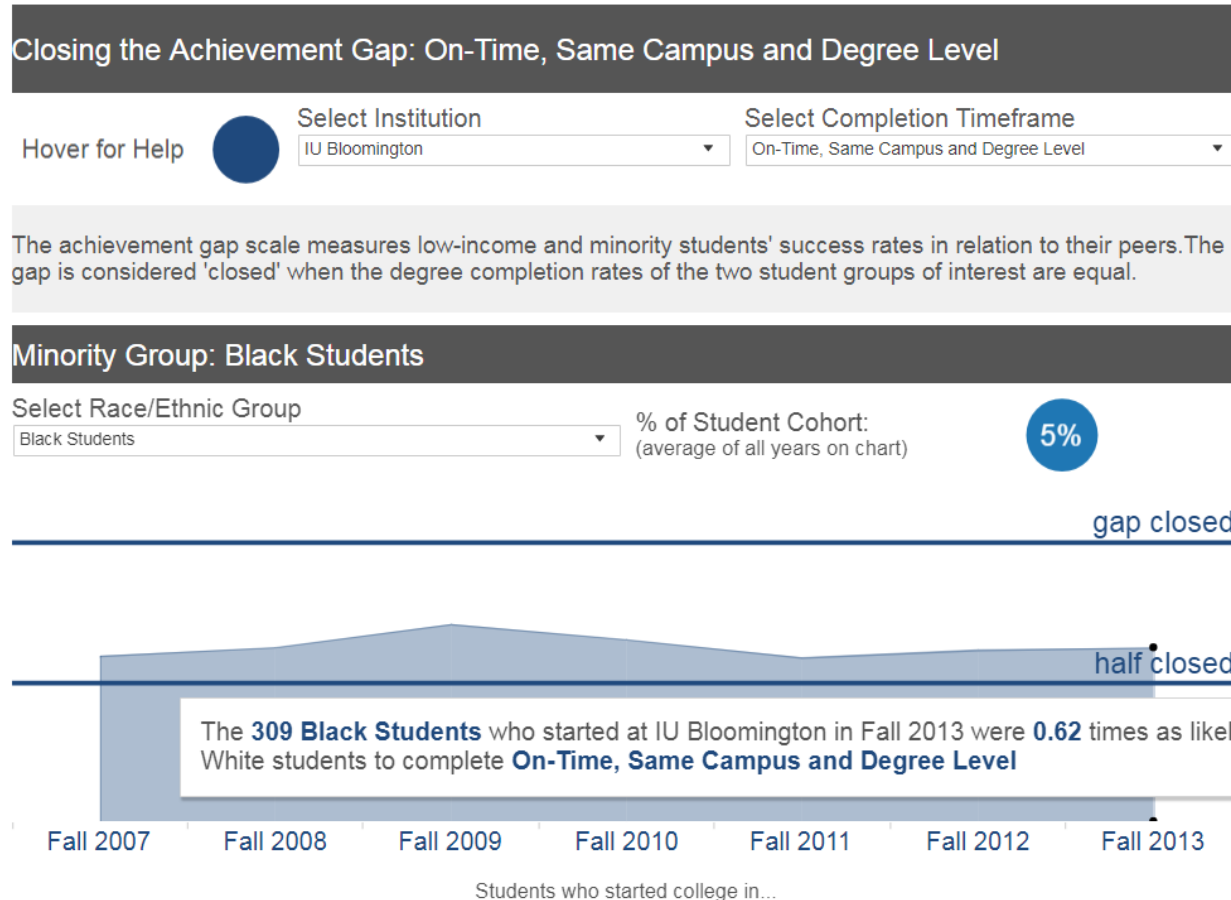 Closing the Achievement Gap: On-Time, Same Campus and Degree Level
Hover for Help
Select Institution
IU Bloomington
Select Completion Timeframe
On-Time, Same Campus and Degree Level
The achievement gap scale measures low-income and minority students' success rates in relation to their peers.The
gap is considered 'closed' when the degree completion rates of the two student groups of interest are equal.
Minority Group: Black Students
Select Race/Ethnic Group
Black Students
% of Student Cohort:
(average of all years on chart)
5%
gap closed
half closed
The 309 Black Students who started at IU Bloomington in Fall 2013 were 0.62 times as likel
White students to complete On-Time, Same Campus and Degree Level
Fall 2007 Fall 2008 Fall 2009 Fall 2010 Fall 2011 Fall 2012 Fall 2013
Students who started college in...